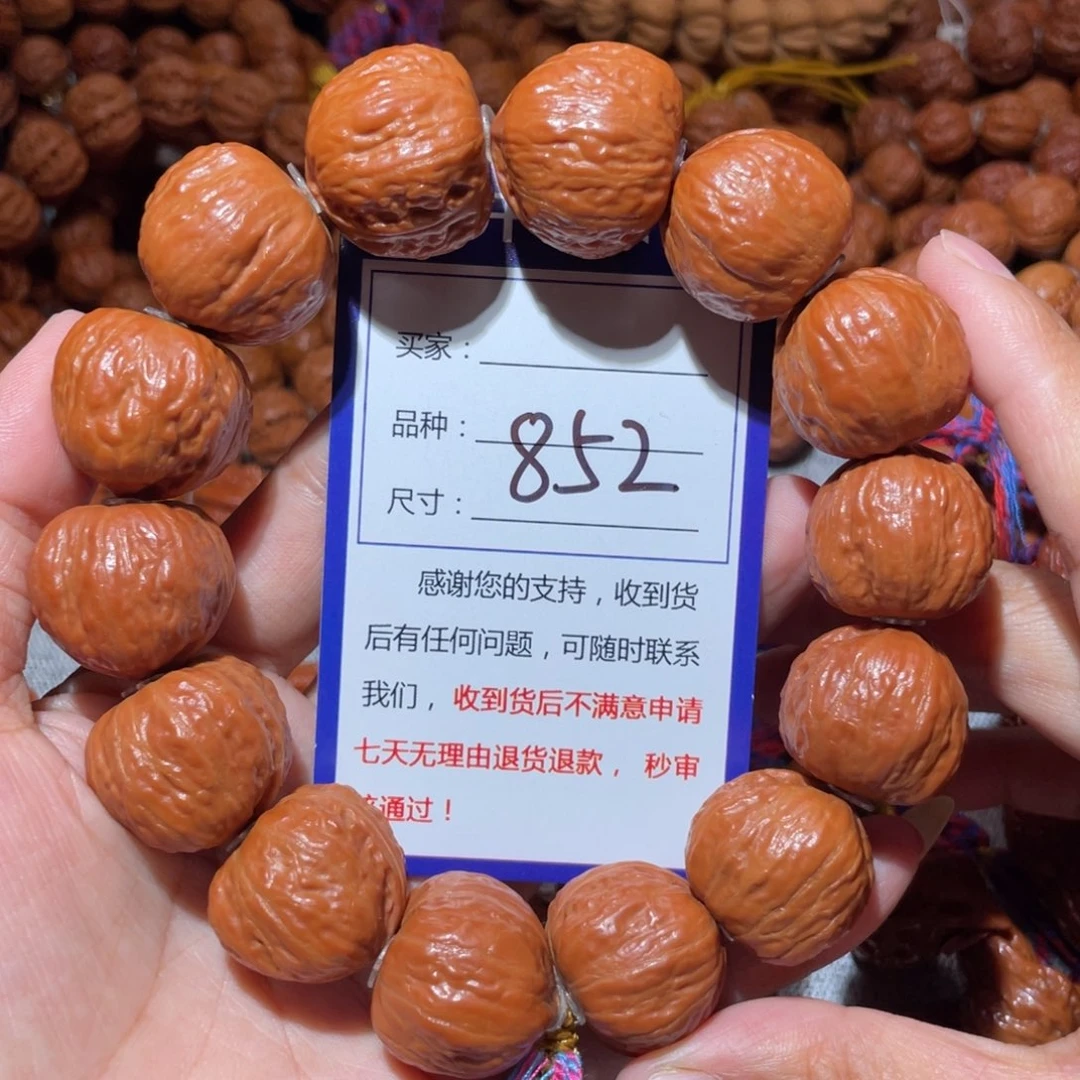 买家：
品种：
852
尺寸：
感谢您的支持，收到货
后有任何问题，可随时联系
我们，收到货后不满意申请
七天无理由退货退款，秒审
通过！